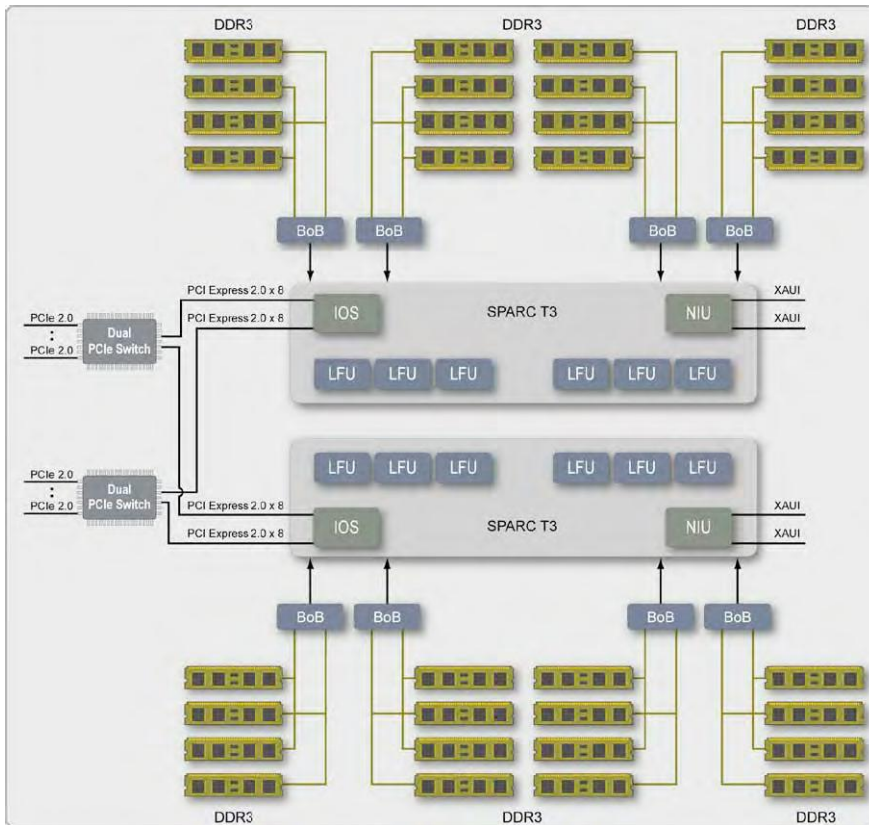 DDR3
DDR3
DDR3
BoB
BoB
BoB
BoB
PCI Express 2.0 x 8
IOS
SPARC T3
NIU
XAUI
PCI Express 2.0 x 8
XAUI
PCIe 2.0
Dual
PCIe Switch
PCIe 2.0
LFU
LFU
LFU
LFU
LFU
LFU
LFU
LFU
LFU
LFU
LFU
LFU
PCIe 2.0
Dual
PCIe Switch
PCIe 2.0
PCI Express 2.0 x 8
XAUI
IOS
SPARC T3
NIU
PCI Express 2.0 x 8
XAUI
BoB
BoB
BoB
BoB
DDR3
DDR3
DDR3